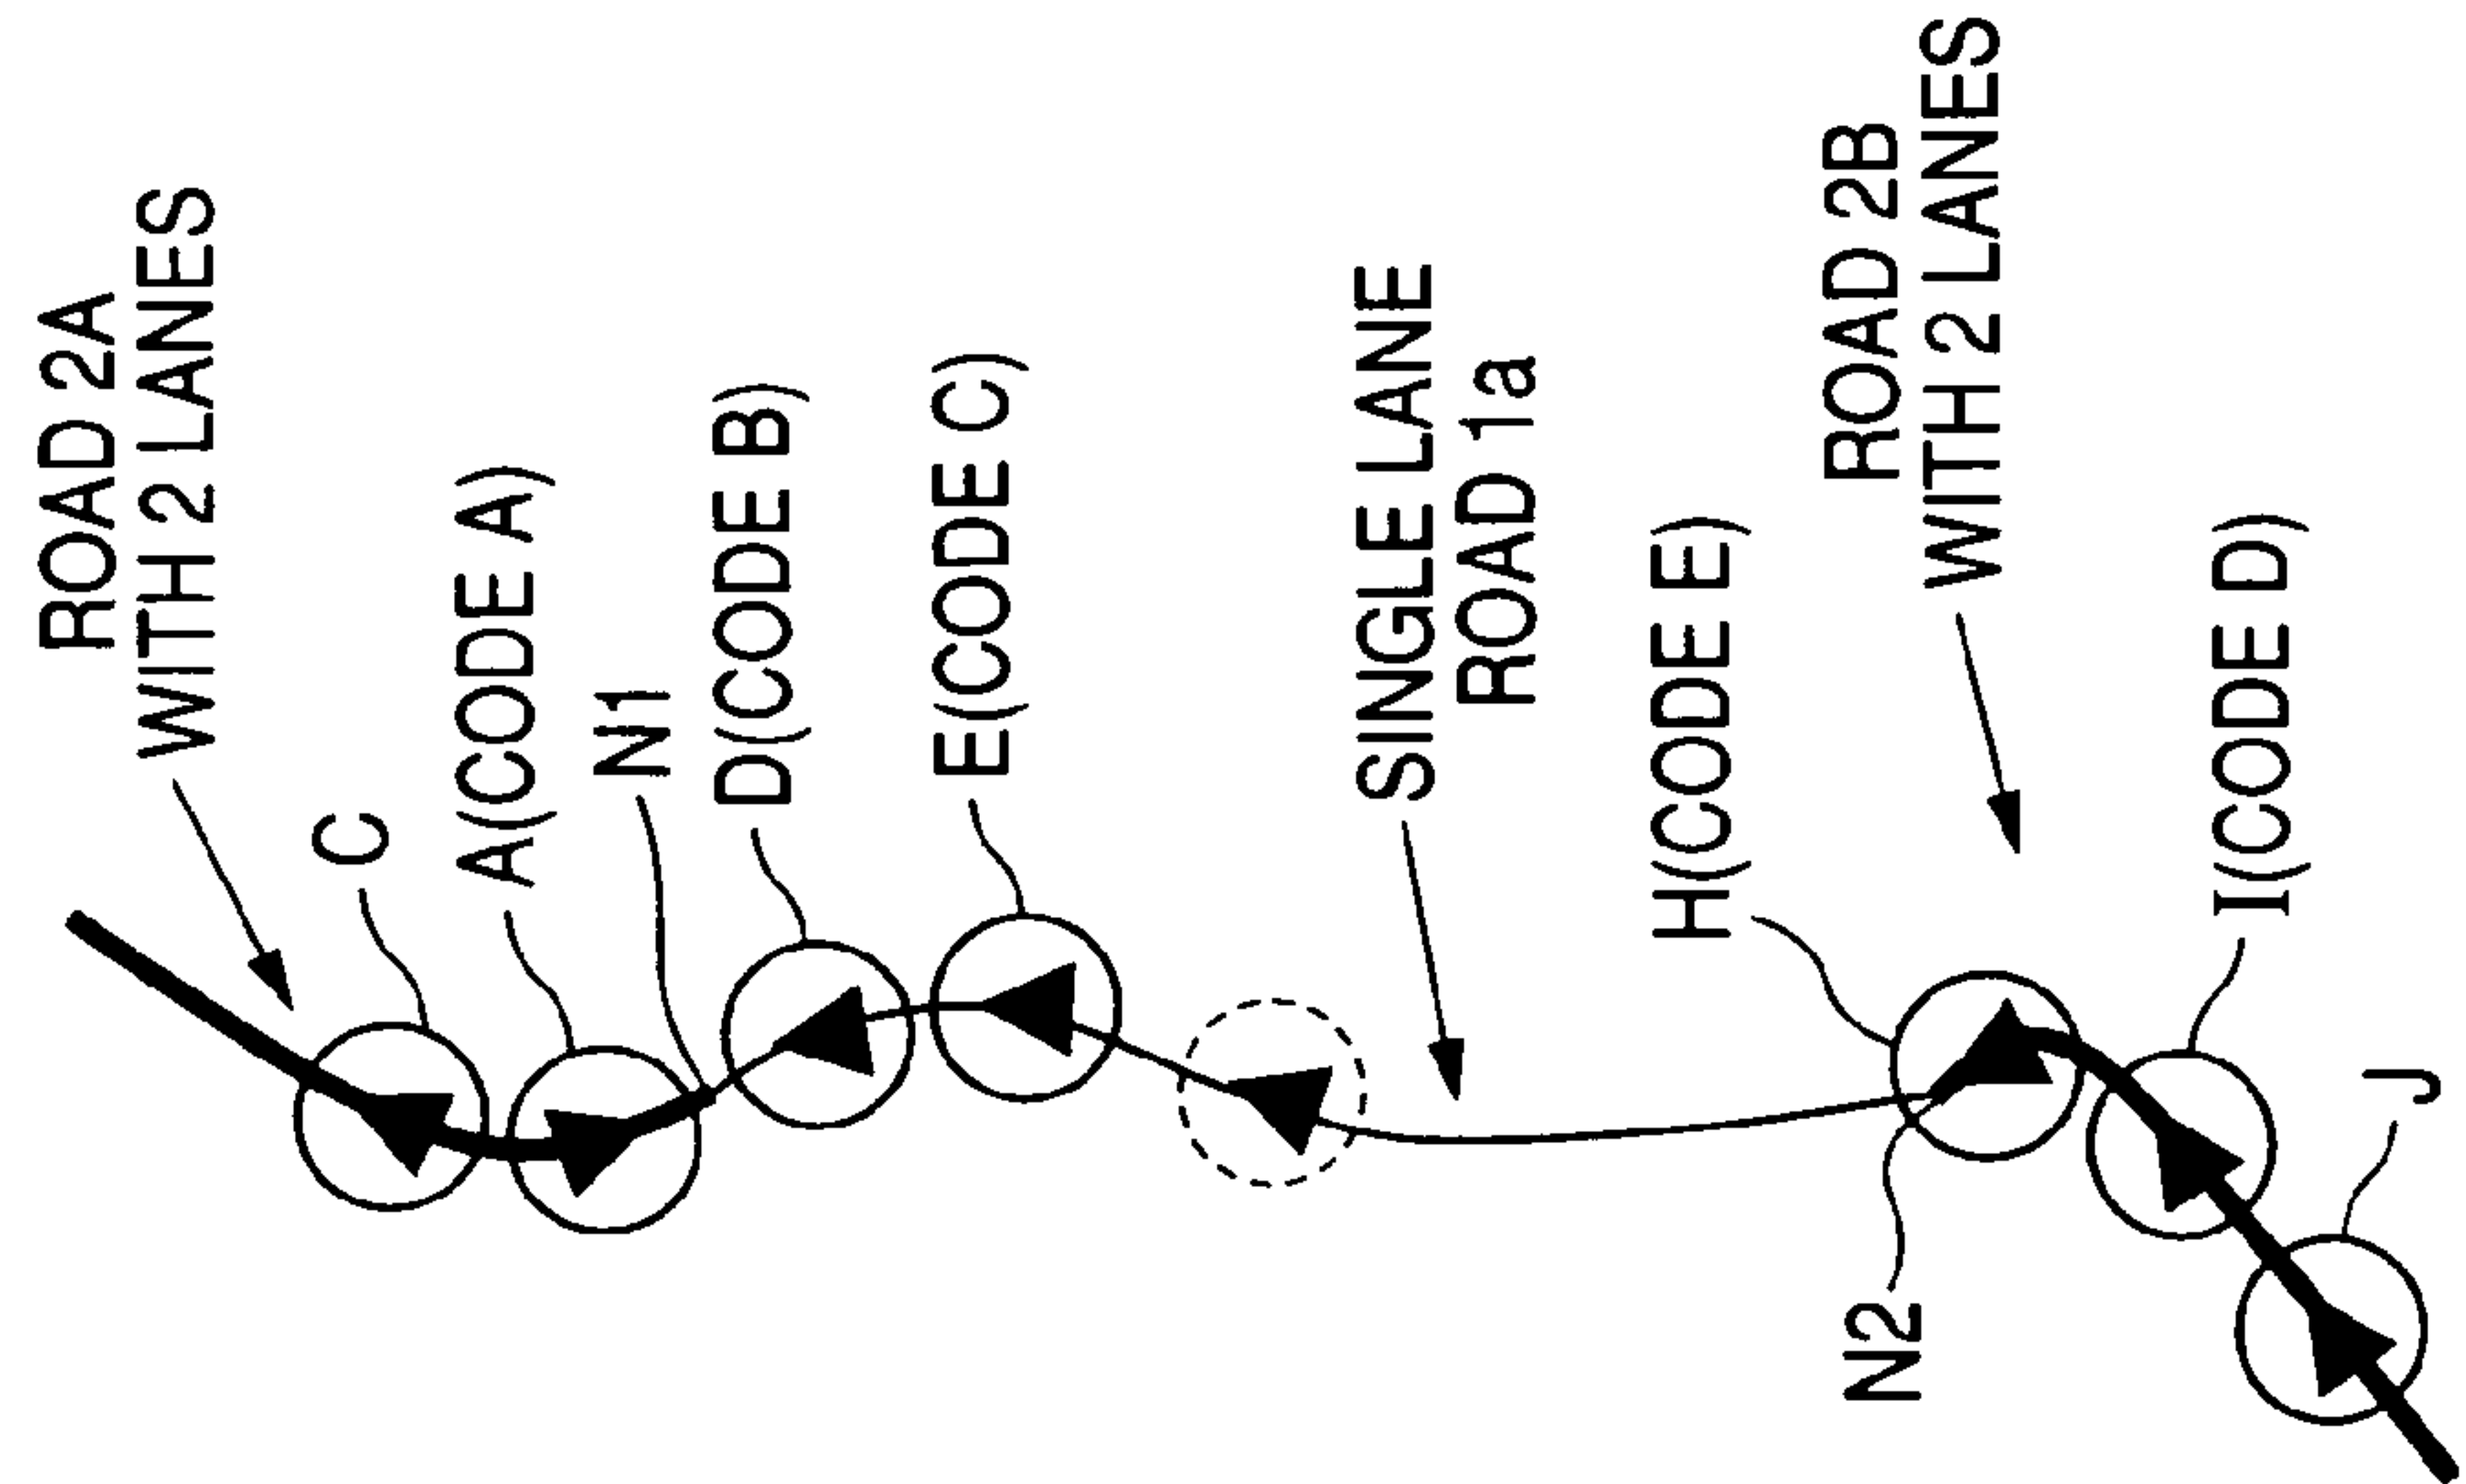 ROAD 2A
WITH 2 LANES
C
A(CODE A)
N1
D(CODE B)
E(CODE C)
SINGLE LANE
ROAD 1a
H(CODE E)
ROAD 2B
WITH 2 LANES
N2
I(CODE D)
J